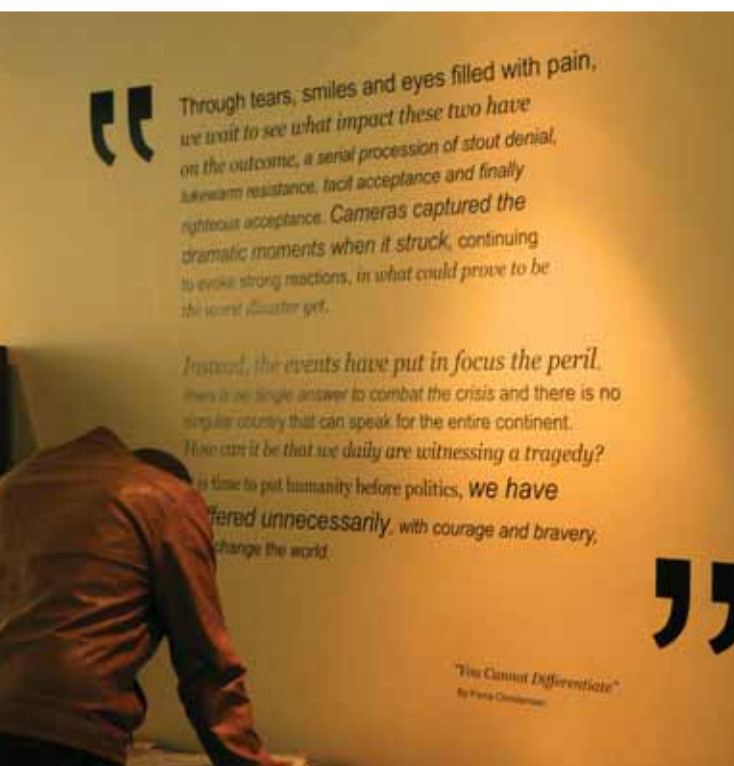 "
Through tears, smiles and eyes filled with pain,
we wait to see what impact these two have
on the outcome, a serial procession of stout denial,
lukewarm resistance, tacit acceptance and finally
righteous acceptance. Cameras captured the
dramatic moments when it struck, continuing
to evoke strong reactions, in what could prove to be
the worst disaster yet.
Instead, the events have put in focus the peril,
there is no single answer to combat the crisis and there is no
singular country that can speak for the entire continent.
How can it be that we daily are witnessing a tragedy?
is time to put humanity before politics, we have
ffered unnecessarily, with courage and bravery,
change the world.
"
"You Cannot Differentiate"
By